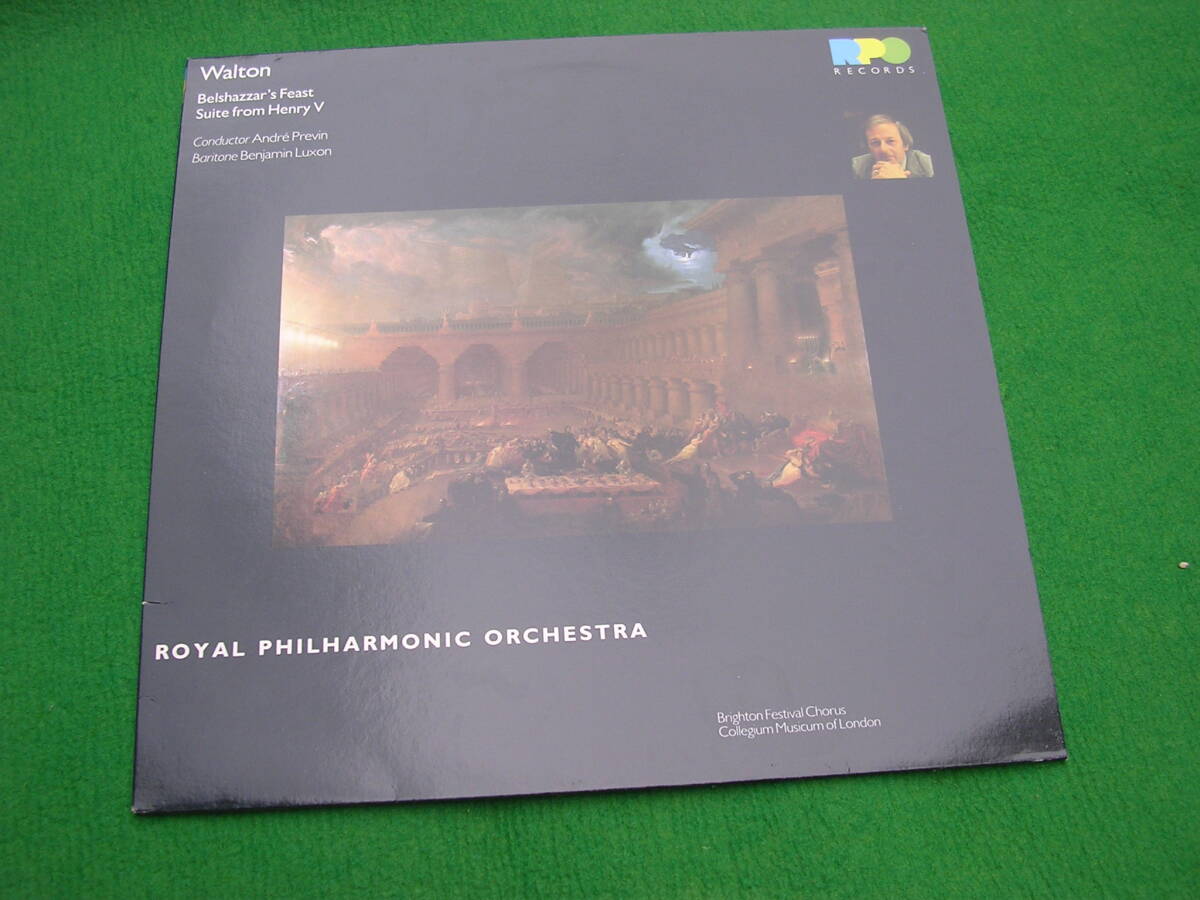 Walton
Belshazzar's Feast
Suite from Henry V
Conductor André Previn
Baritone Benjamin Luxon
RPO
RECORDS
ROYAL PHILHARMONIC ORCHESTRA
Brighton Festival Chorus
Collegium Musicum of London